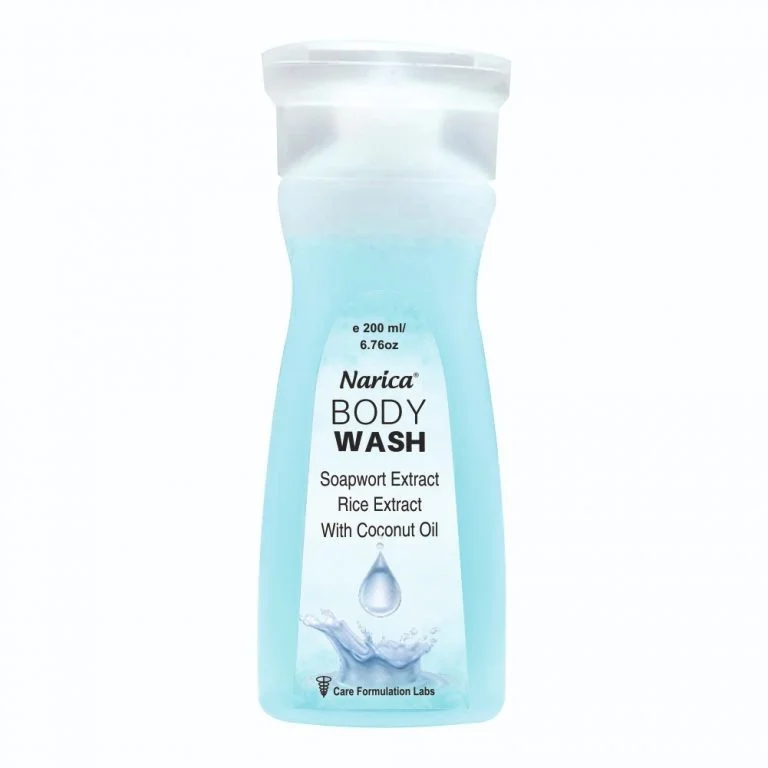 e 200 ml/
6.76oz
Narica®
BODY
WASH
Soapwort Extract
Rice Extract
With Coconut Oil
Care Formulation Labs